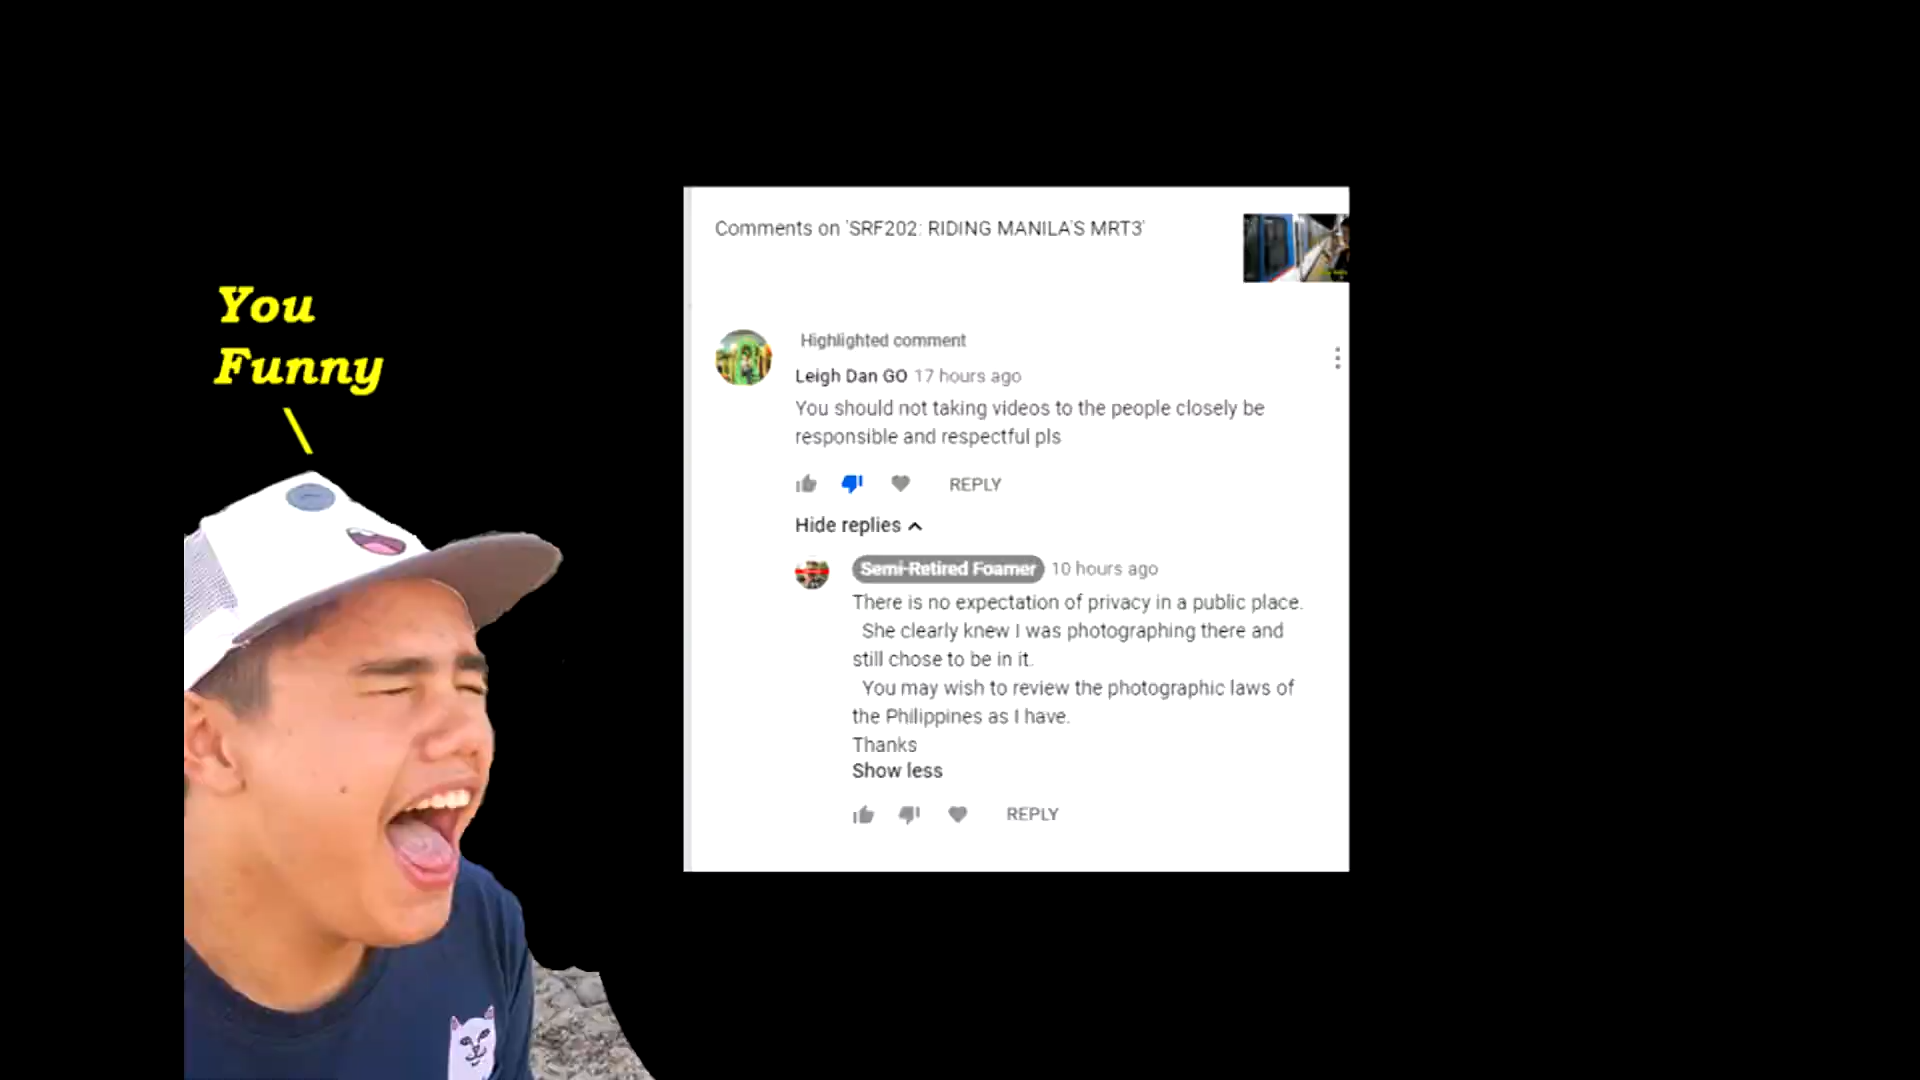 You
Funny
Comments on 'SRF202: RIDING MANILA'S MRT3'
Highlighted comment
Leigh Dan GO 17 hours ago
You should not taking videos to the people closely be
responsible and respectful pls
REPLY
Hide replies
Semi-Retired Foamer 10 hours ago
There is no expectation of privacy in a public place.
She clearly knew I was photographing there and
still chose to be in it.
You may wish to review the photographic laws of
the Philippines as I have.
Thanks
Show less
REPLY